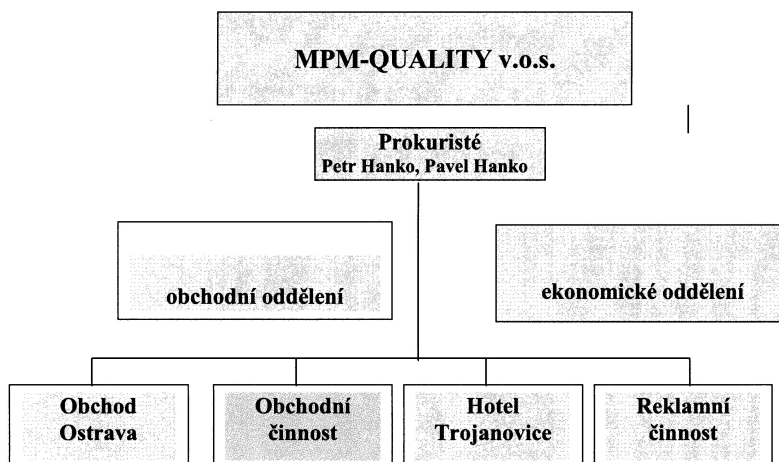 MPM-QUALITY v.o.s.
Prokuristé
Petr Hanko, Pavel Hanko
obchodní oddělení
ekonomické oddělení
Obchod
Ostrava
Obchodní
činnost
Hotel
Trojanovice
Reklamní
činnost